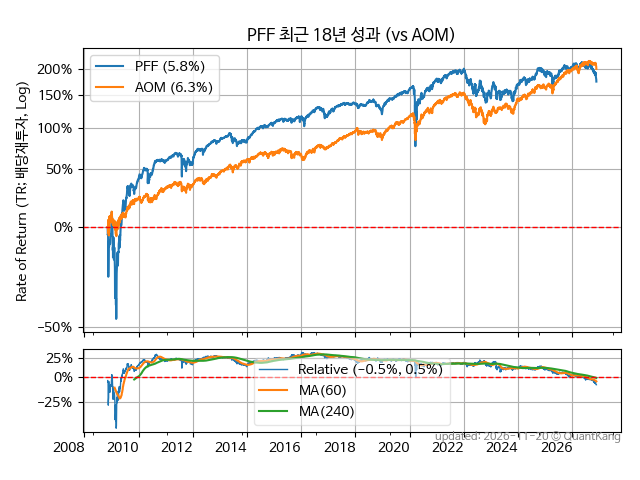 PFF 최근 18년 성과 (vs AOM)
Rate of Return (TR: 배당재투자, Log)
200%
150%
100%
50%
0%
−50%
PFF (5.8%)
AOM (6.3%)
25%
0%
−25%
Relative (−0.5%, 0.5%)
MA(60)
MA(240)
2008 2010 2012 2014 2016 2018 2020 2022 2024 2026
updated: 2026-11-20 © QuantKang